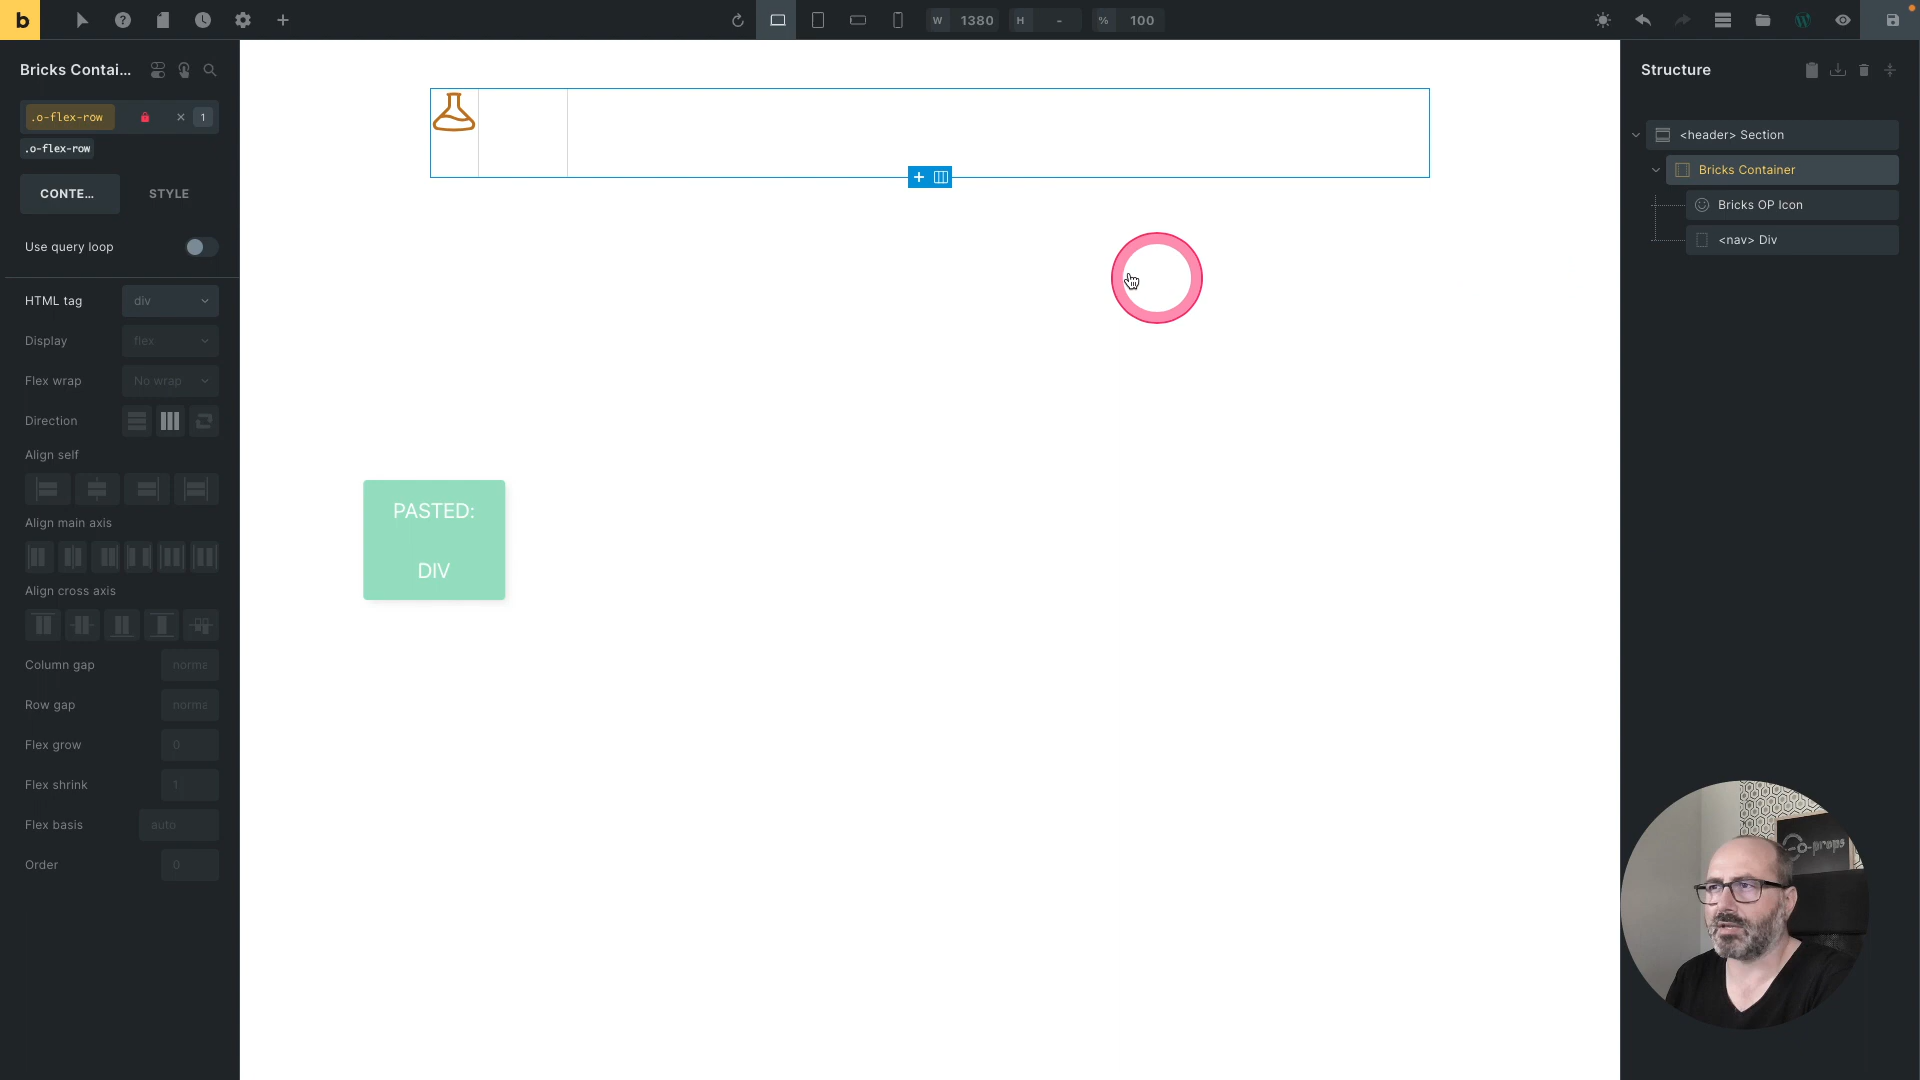 b
W 1380 H - % 100
Bricks Contai...
.o-flex-row 1
.o-flex-row
CONTE... STYLE
Use query loop
HTML tag div
Display flex
Flex wrap No wrap
Direction
Align self
Align main axis
Align cross axis
Column gap norma
Row gap norma
Flex grow 0
Flex shrink 1
Flex basis auto
Order 0
PASTED:
DIV
Structure
<header> Section
Bricks Container
Bricks OP Icon
<nav> Div
o-props